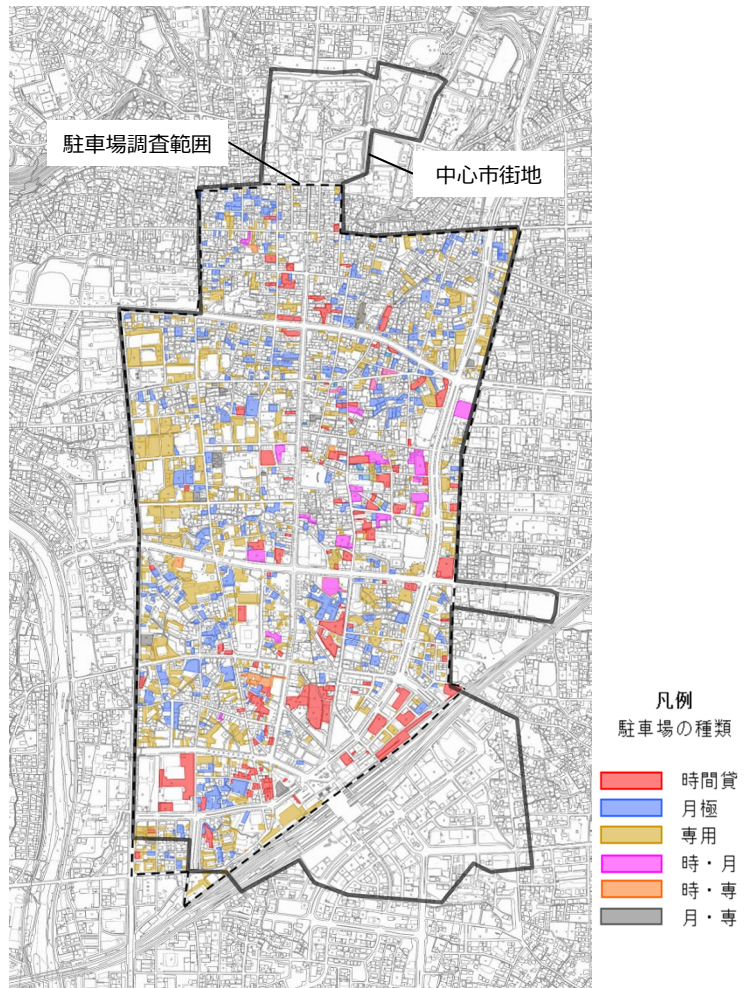 駐車場調査範囲
中心市街地
凡例
駐車場の種類
時間貸
月極
専用
時・月
時・専
月・専